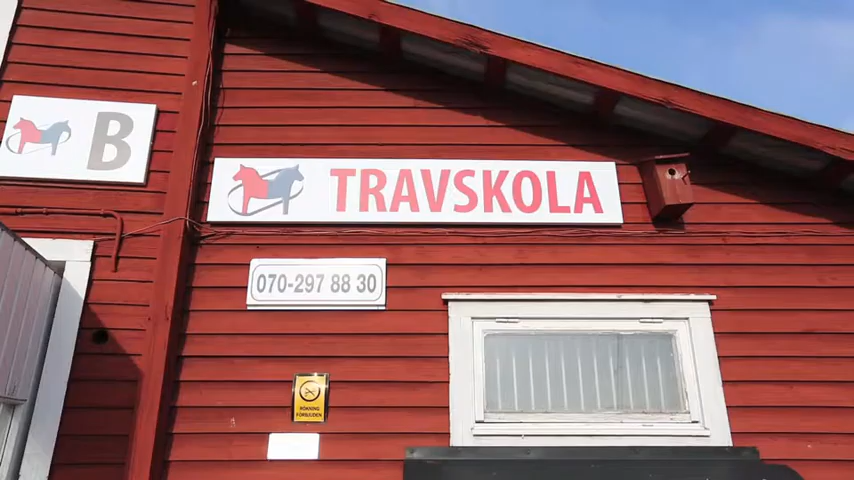 B
TRAVSKOLA
070-297 88 30
RÖKNING
FÖRBJUDEN